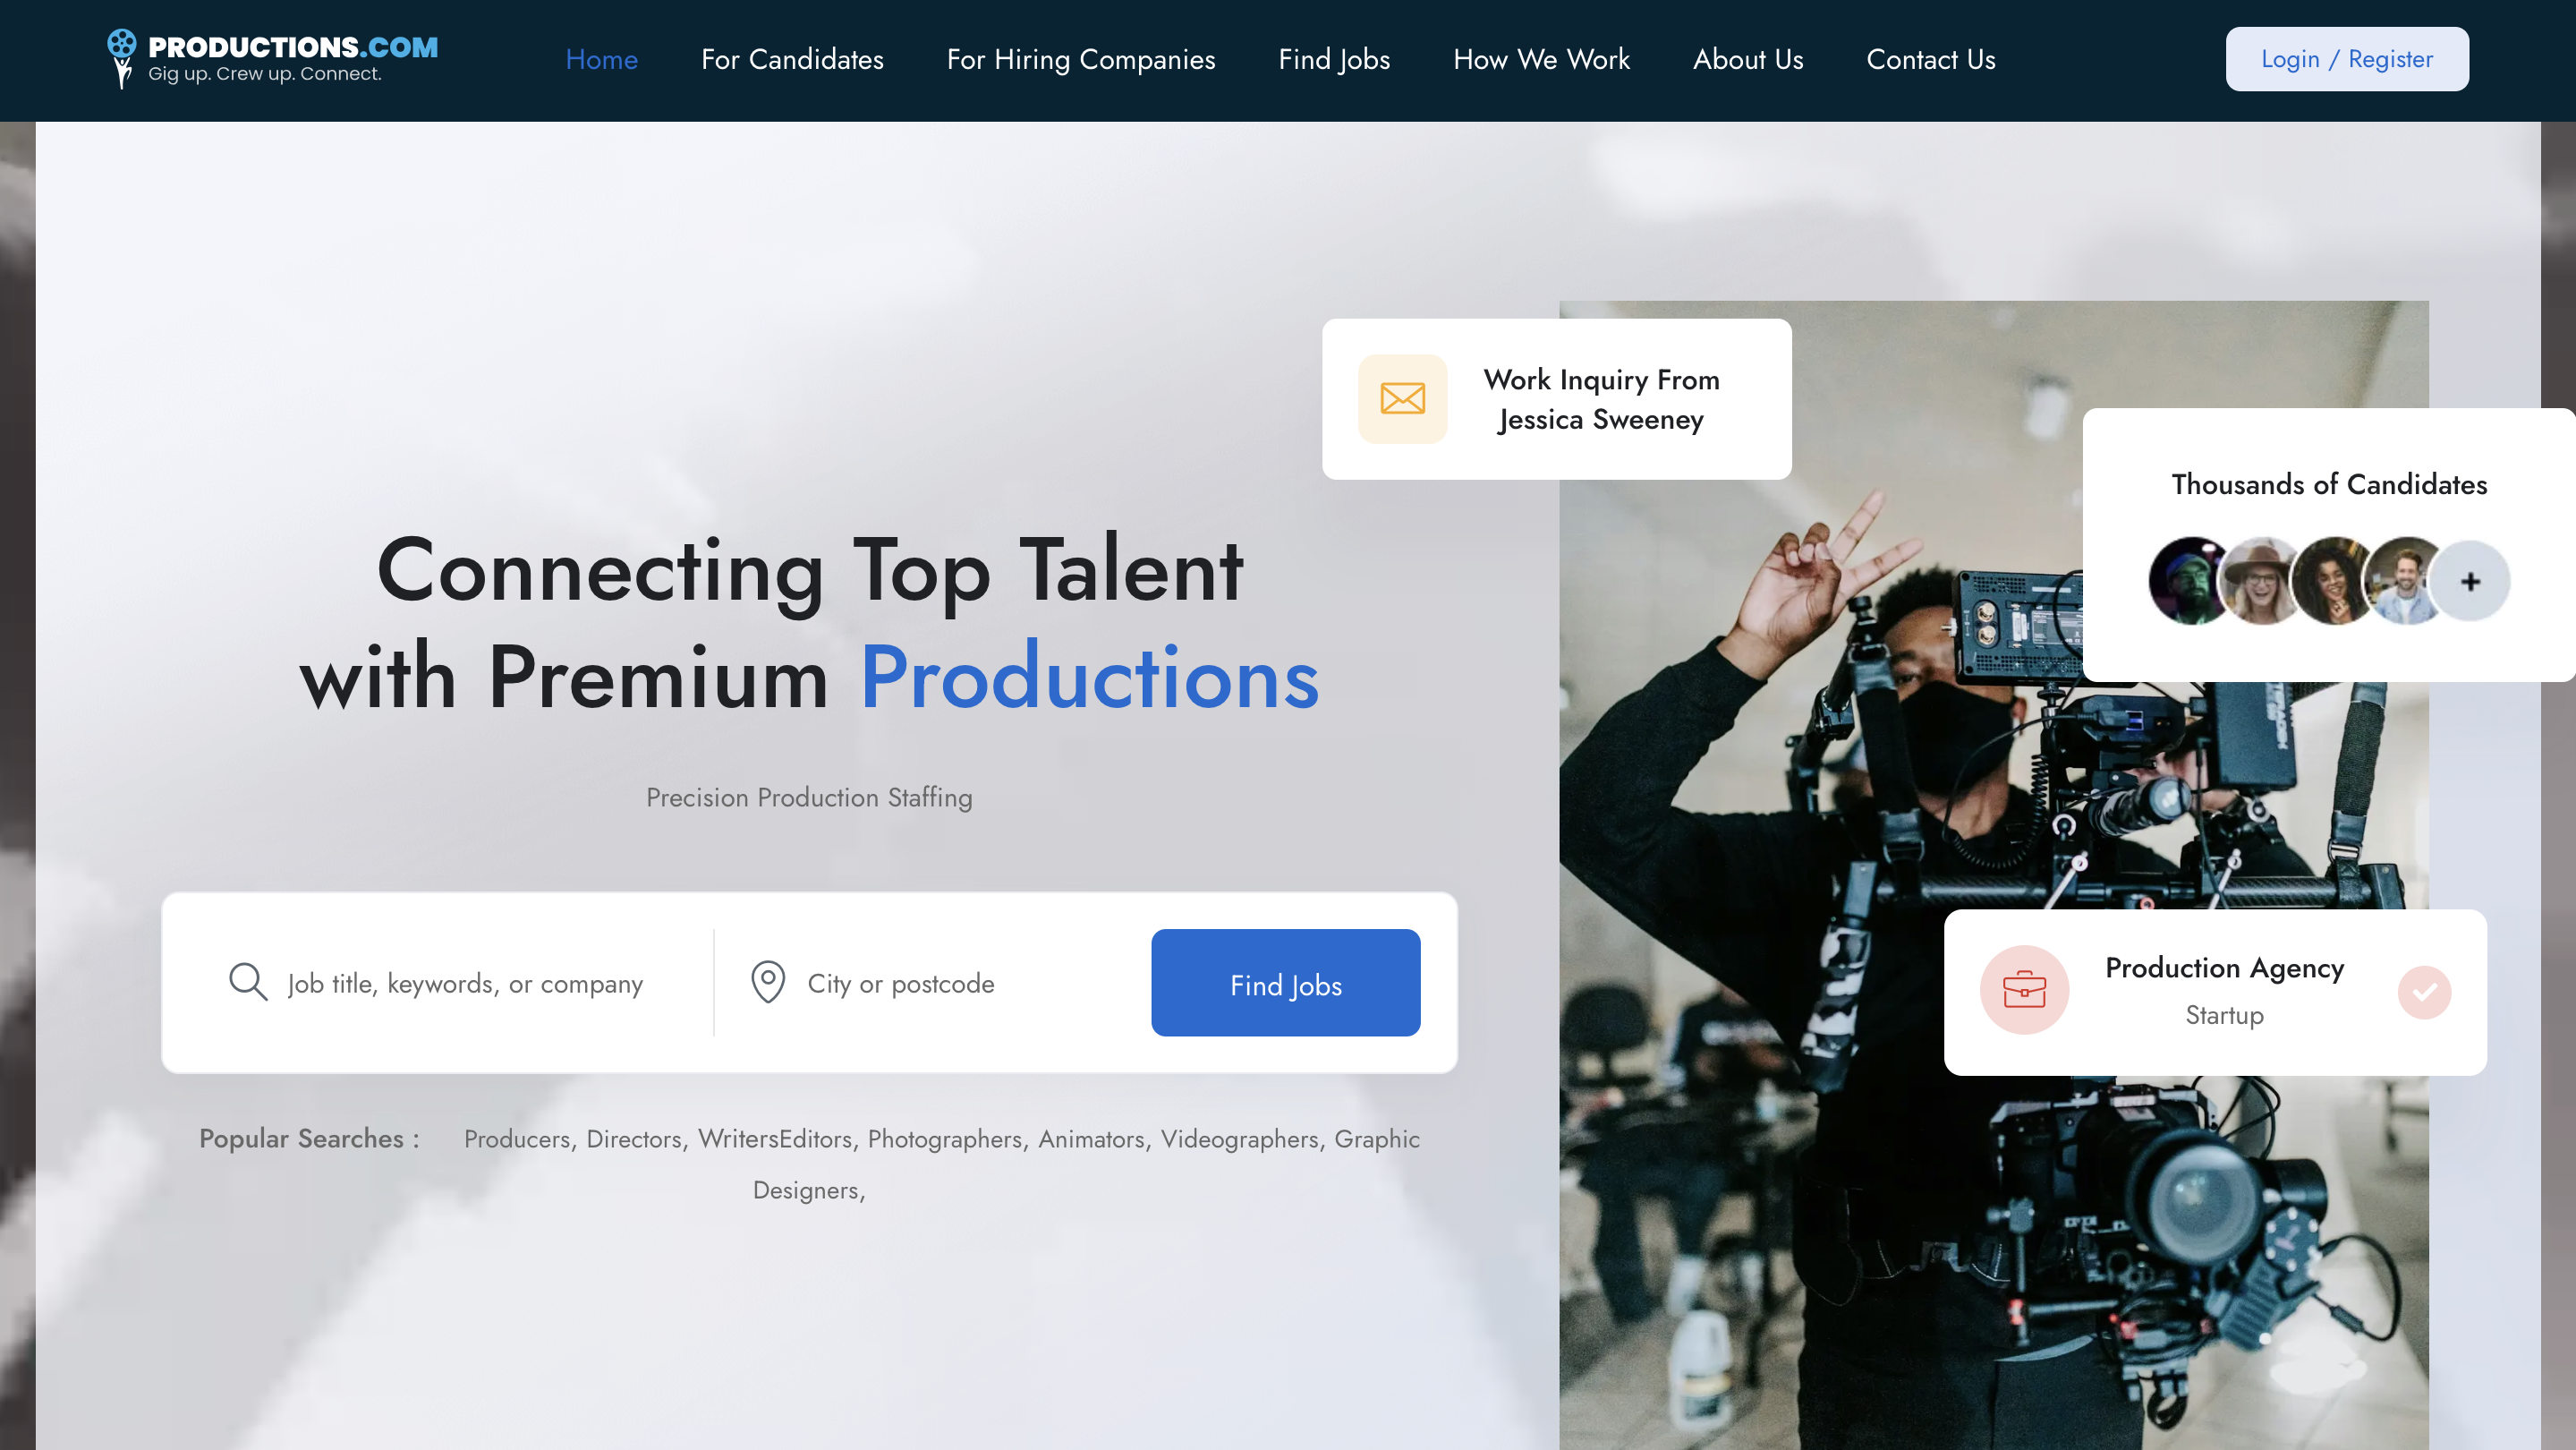 PRODUCTIONS.COM
Gig up. Crew up. Connect.
Home
For Candidates
For Hiring Companies
Find Jobs
How We Work
About Us
Contact Us
Login / Register
Work Inquiry From
Jessica Sweeney
Thousands of Candidates
+
Connecting Top Talent
with Premium Productions
Precision Production Staffing
Job title, keywords, or company
City or postcode
Find Jobs
Production Agency
Startup
Popular Searches : Producers, Directors, WritersEditors, Photographers, Animators, Videographers, Graphic
Designers,